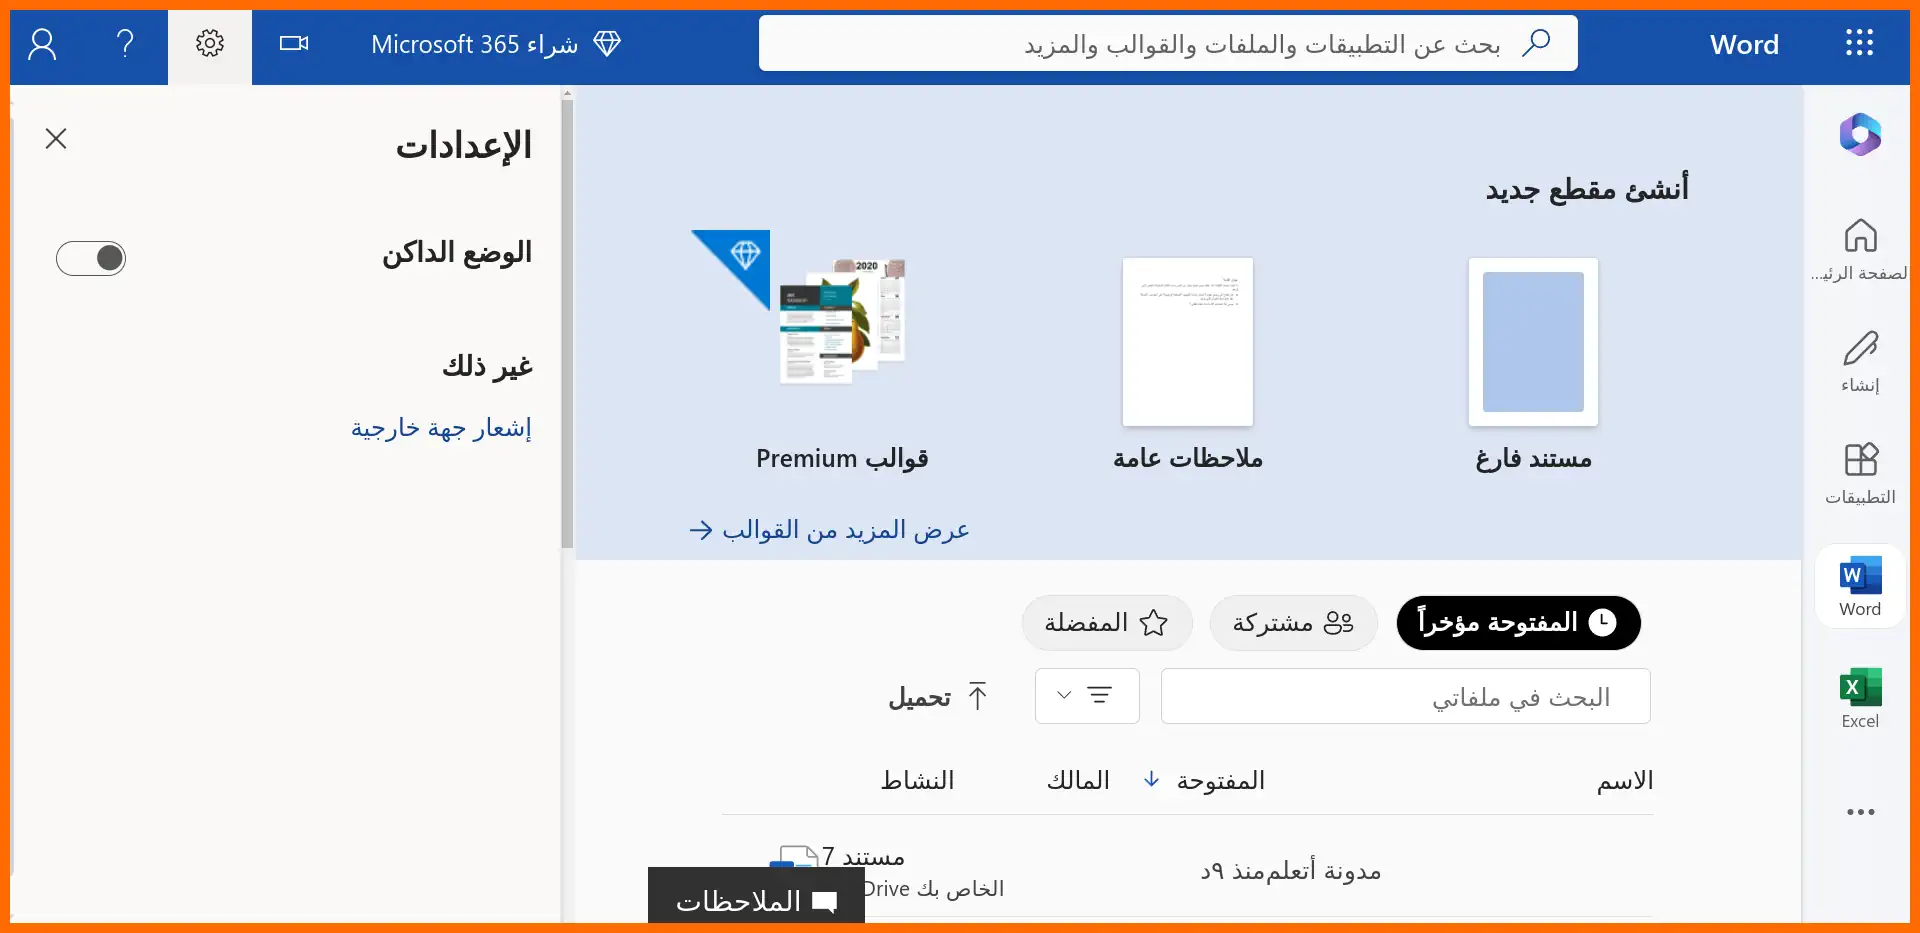 Word
بحث عن التطبيقات والملفات والقوالب والمزيد
شراء Microsoft 365
?
لصفحة الرئيـ...
إنشاء
التطبيقات
Word
Excel
أنشئ مقطع جديد
مستند فارغ
ملاحظات عامة
2020
قوالب Premium
عرض المزيد من القوالب
المفتوحة مؤخراً
مشتركة
المفضلة
البحث في ملفاتي
تحميل
الاسم
المفتوحة
المالك
النشاط
مستند 7
الخاص بك Drive
منذ ٩د
مدونة أتعلم
الملاحظات
الإعدادات
الوضع الداكن
غير ذلك
إشعار جهة خارجية